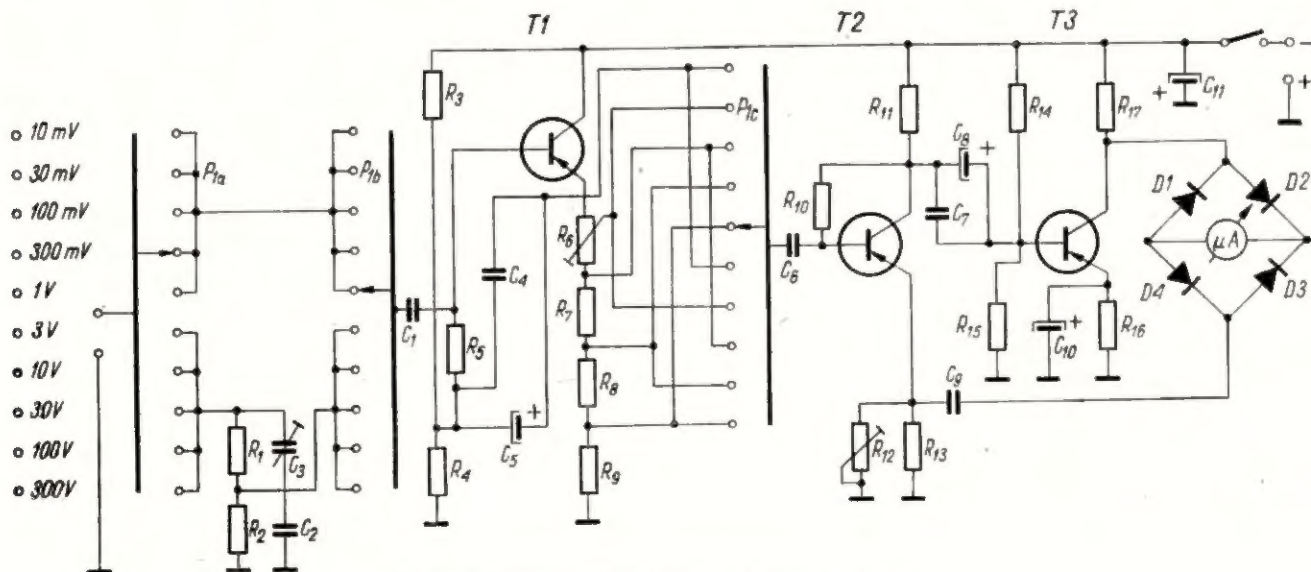 T1
T2
T3
10 mV
30 mV
100 mV
300 mV
1V
3V
10V
30V
100V
300V
P1a
P1b
P1c
R1
R2
C3
C2
C1
R3
R4
R5
C4
C5
+
R6
R7
R8
R9
C6
R10
R11
C7
C8
+
R12
R13
C9
R14
R15
C10
+
R16
R17
C11
+
−
+
D1
D2
μA
D4
D3